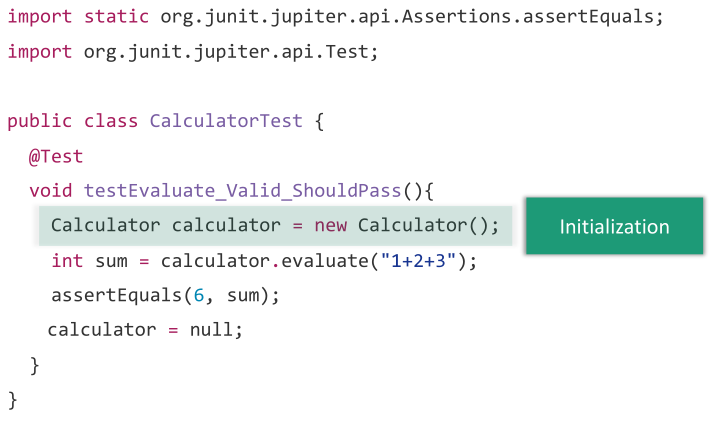 import static org.junit.jupiter.api.Assertions.assertEquals;
import org.junit.jupiter.api.Test;
public class CalculatorTest {
@Test
void testEvaluate_Valid_ShouldPass(){
Calculator calculator = new Calculator();
Initialization
int sum = calculator.evaluate("1+2+3");
assertEquals(6, sum);
calculator = null;
}
}